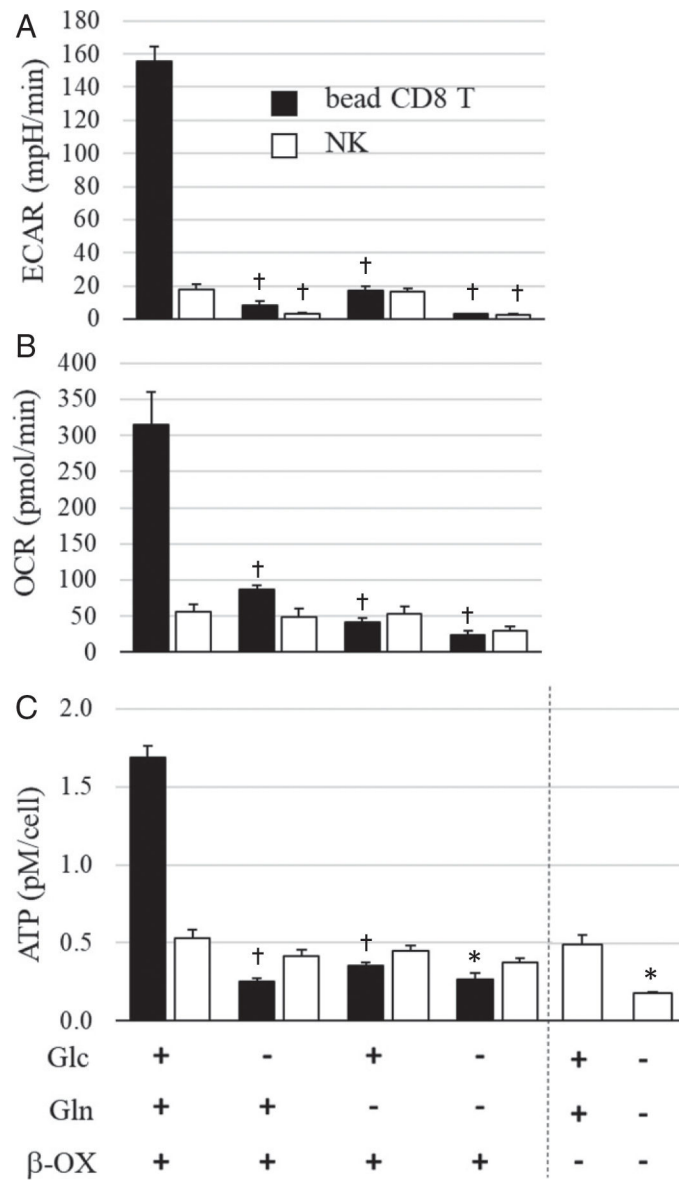 A
180
160
140
120
100
80
60
40
20
0
ECAR (mpH/min)
bead CD8 T
NK
† † † † †
B
400
350
300
250
200
150
100
50
0
OCR (pmol/min)
† † †
C
2.0
1.5
1.0
0.5
0.0
ATP (pM/cell)
† † * *
Glc + - + - + -
Gln + + - - + -
β-OX + + + + - -